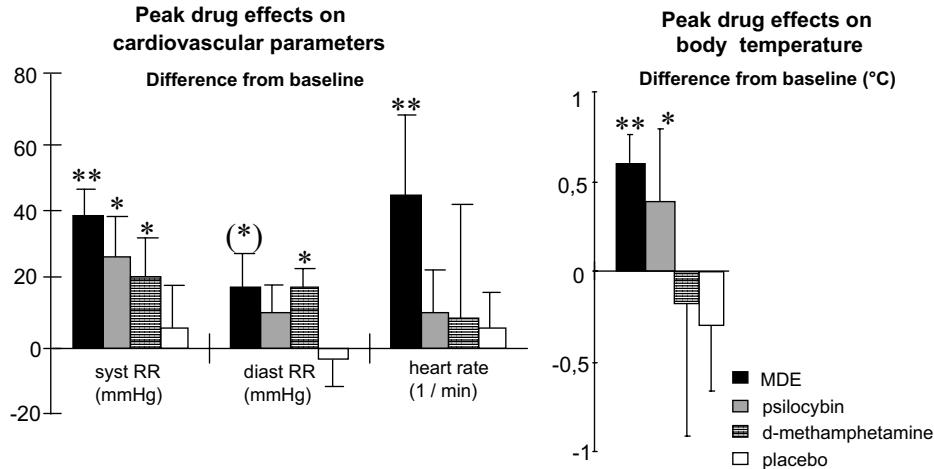 Peak drug effects on
cardiovascular parameters
Difference from baseline
80
60
40
20
0
-20
**
*
*
(*)
*
**
syst RR
(mmHg)
diast RR
(mmHg)
heart rate
(1 / min)
Peak drug effects on
body temperature
Difference from baseline (°C)
1
0,5
0
-0,5
-1
**
*
MDE
psilocybin
d-methamphetamine
placebo